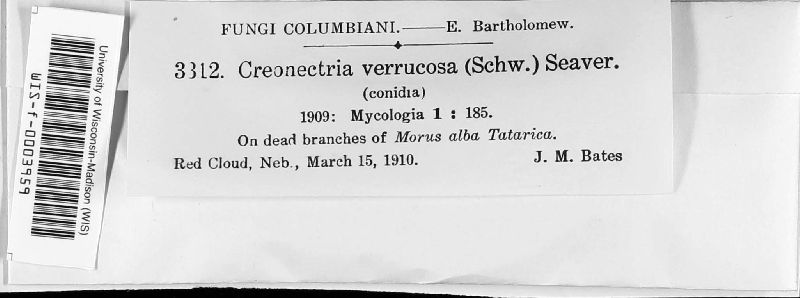 FUNGI COLUMBIANI.——E. Bartholomew.
3312. Creonectria verrucosa (Schw.) Seaver.
(conidia)
1909: Mycologia 1 : 185.
On dead branches of Morus alba Tatarica.
Red Cloud, Neb., March 15, 1910. J. M. Bates
University of Wisconsin-Madison (WIS)
WIS-f-0003959